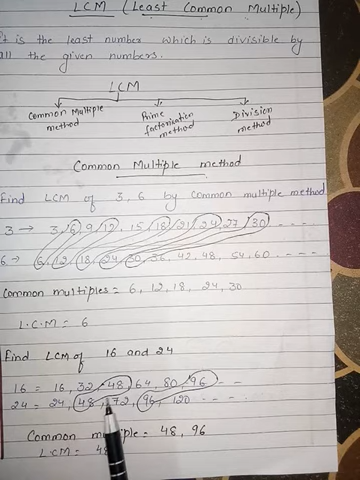 LCM (Least Common Multiple)
It is the least number which is divisible by
all the given numbers.
LCM
Common Multiple method
Prime factorization method
Division method
Common Multiple method
Find LCM of 3, 6 by Common multiple method
3 → 3, 6, 9, 12, 15, 18, 21, 24, 27, 30 - - - -
6 → 6, 12, 18, 24, 30, 36, 42, 48, 54, 60. - - - -
Common multiples = 6, 12, 18, 24, 30
L.C.M = 6
Find LCM of 16 and 24
16 = 16, 32, 48, 64, 80, 96 - -
24 = 24, 48, 72, 96, 120 - - - -
Common multiple = 48, 96
LCM = 48